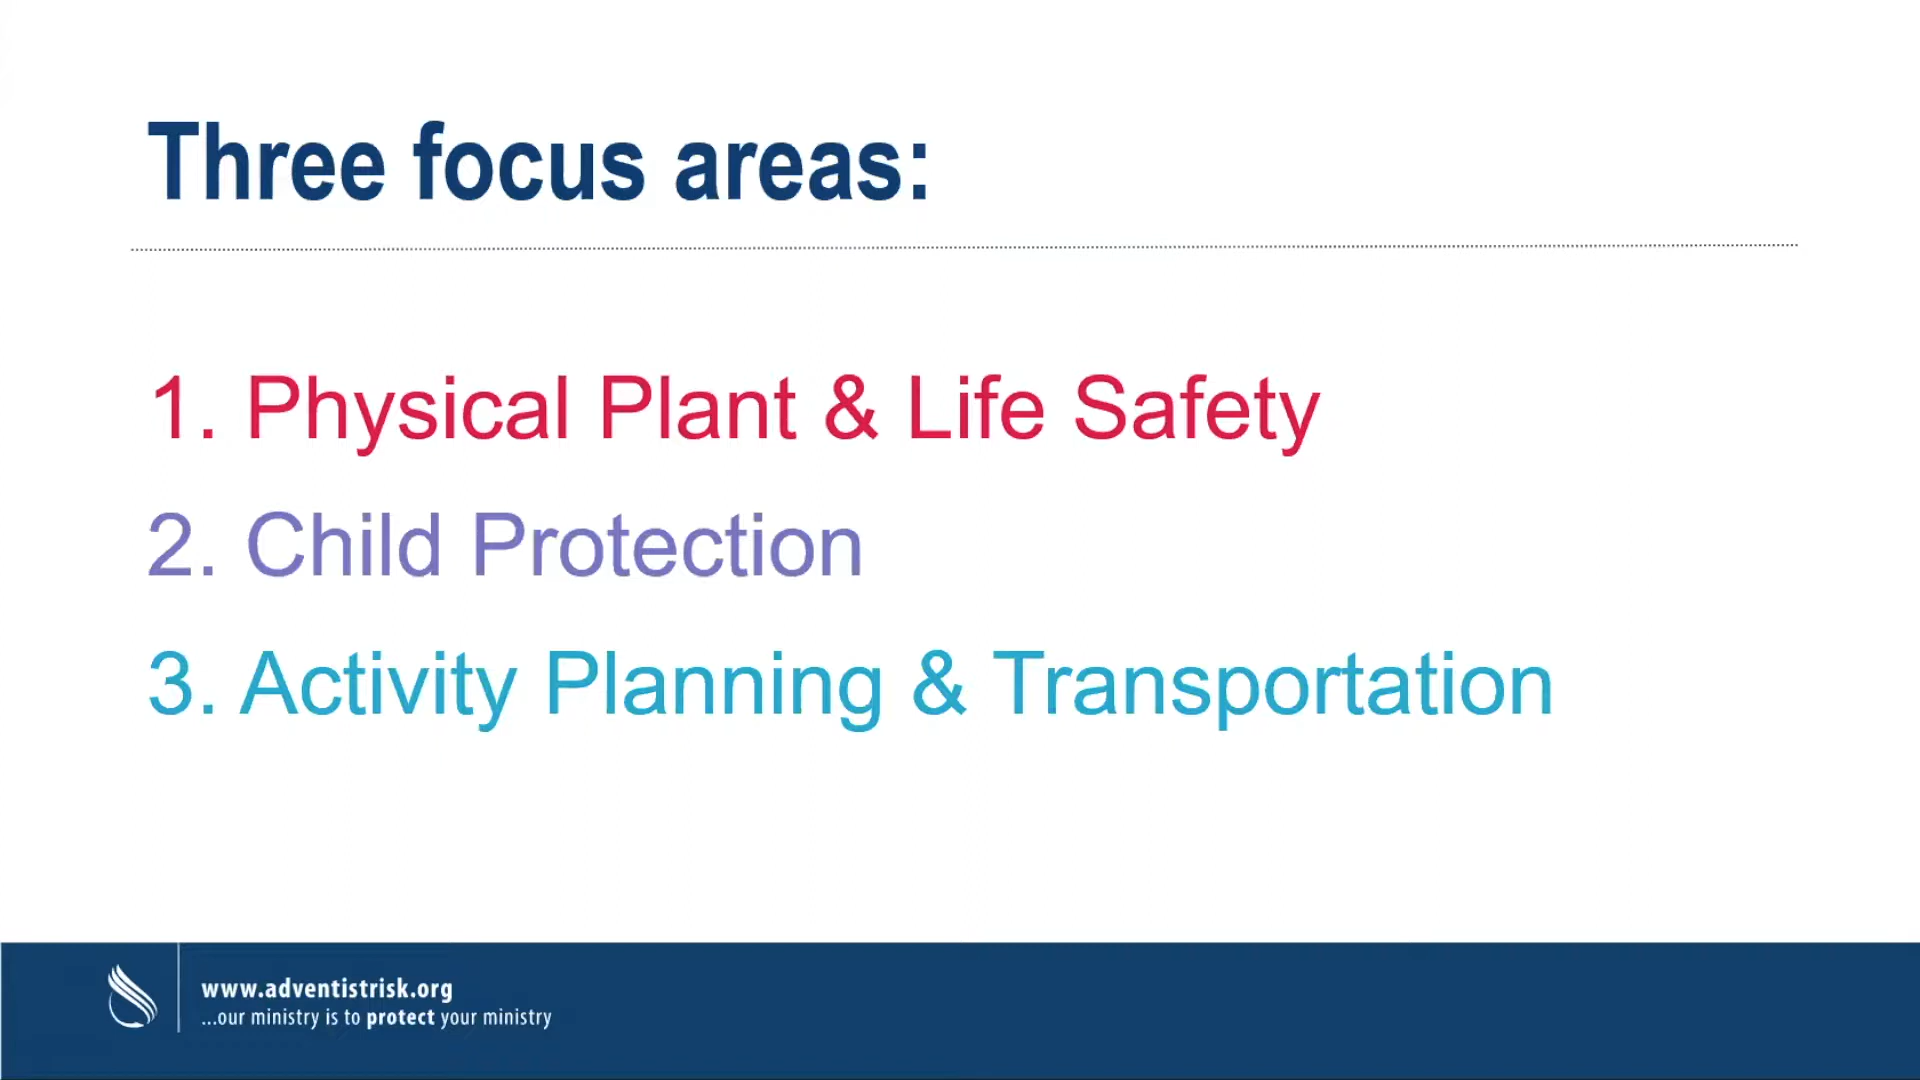 Three focus areas:
1. Physical Plant & Life Safety
2. Child Protection
3. Activity Planning & Transportation
www.adventistrisk.org
...our ministry is to protect your ministry